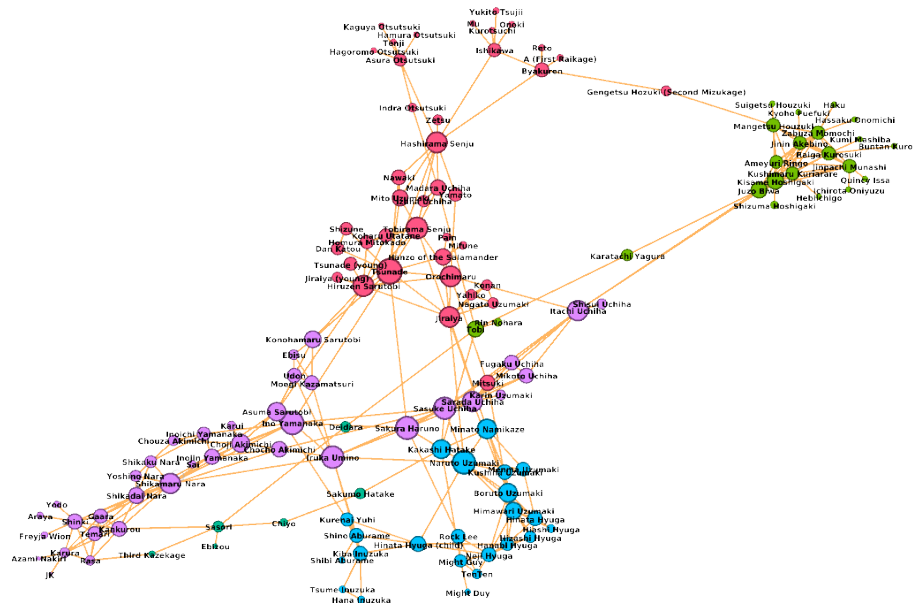 Yukito Tsujii
Mu
Onoki
Kurotsuchi
Ishikawa
Kaguya Otsutsuki
Hamura Otsutsuki
Tenji
Hagoromo Otsutsuki
Asura Otsutsuki
Reto
A (First Raikage)
Byakuren
Gengetsu Hozuki (Second Mizukage)
Indra Otsutsuki
Zetsu
Hashirama Senju
Suigetsu Houzuki
Haku
Kyoho Fuefuki
Hassaku Onomichi
Mangetsu Houzuki
Zabuza Momochi
Kumi Mashiba
Jinin Akebino
Buntan Kuro
Raiga Kurosuki
Ameyuri Ringo
Jinpachi Munashi
Kushimaru Kuriarare
Quincy Issa
Kisame Hoshigaki
Juzo Biwa
Ichirota Oniyuzu
Hebiichigo
Shizuma Hoshigaki
Nawaki
Madara Uchiha
Mito Uzumaki
Yamato
Izuna Uchiha
Shizune
Tobirama Senju
Koharu Utatane
Pain
Homura Mitokado
Mifune
Dan Katou
Hanzo of the Salamander
Karatachi Yagura
Tsunade (young)
Tsunade
Jiraiya (young)
Orochimaru
Hiruzen Sarutobi
Konan
Yahiko
Nagato Uzumaki
Shisui Uchiha
Itachi Uchiha
Jiraiya
Rin Nohara
Tobi
Konohamaru Sarutobi
Ebisu
Fugaku Uchiha
Udon
Mikoto Uchiha
Moegi Kazamatsuri
Mitsuki
Karin Uzumaki
Sarada Uchiha
Asuma Sarutobi
Sasuke Uchiha
Ino Yamanaka
Karui
Deidara
Sakura Haruno
Minato Namikaze
Inoichi Yamanaka
Chouza Akimichi
Choji Akimichi
Chocho Akimichi
Kakashi Hatake
Shikaku Nara
Inojin Yamanaka
Sai
Iruka Umino
Naruto Uzumaki
Yoshino Nara
Shikamaru Nara
Menma Uzumaki
Kushina Uzumaki
Shikadai Nara
Sakumo Hatake
Boruto Uzumaki
Yodo
Araya
Gaara
Shinki
Himawari Uzumaki
Kurenai Yuhi
Chiyo
Hinata Hyuga
Kankurou
Sasori
Freyja Wion
Temari
Hiashi Hyuga
Shino Aburame
Rock Lee
Hizashi Hyuga
Hinata Hyuga (child)
Hanabi Hyuga
Ebizou
Karura
Third Kazekage
Kiba Inuzuka
Neji Hyuga
Azami Nakiri
Rasa
Shibi Aburame
Might Guy
JK
Ten Ten
Tsume Inuzuka
Might Duy
Hana Inuzuka